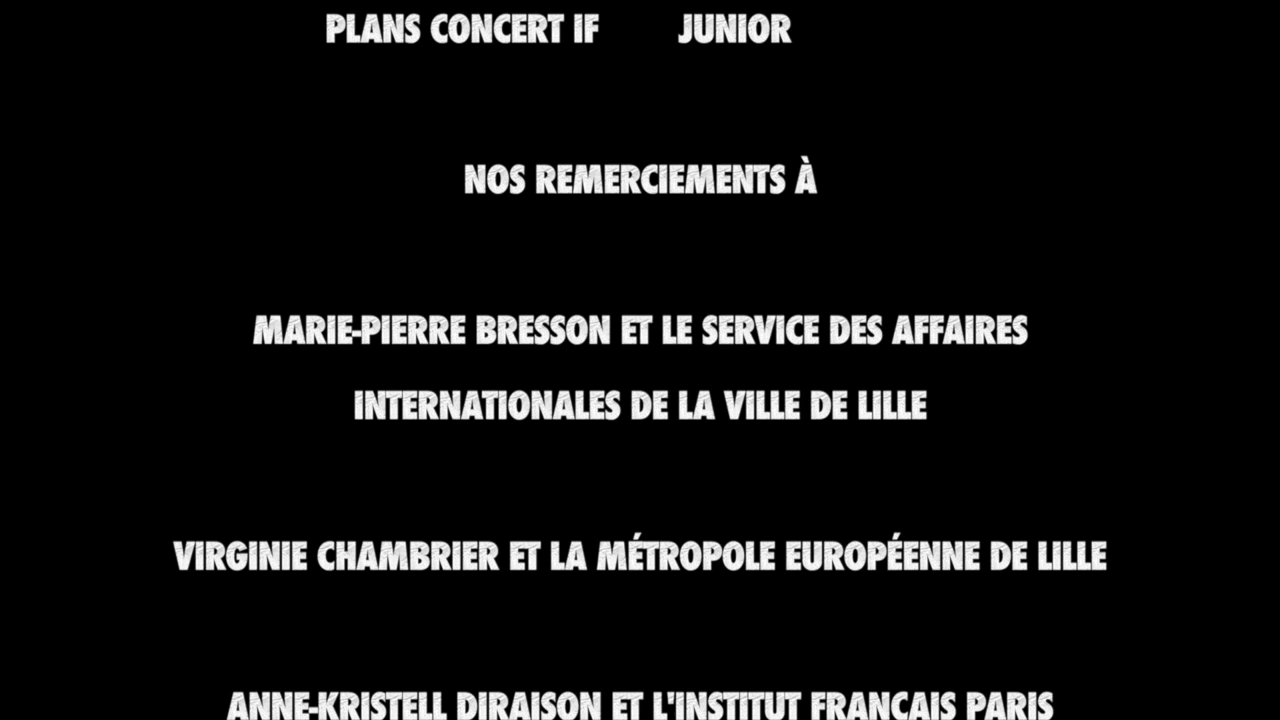 PLANS CONCERT IF JUNIOR
NOS REMERCIEMENTS À
MARIE-PIERRE BRESSON ET LE SERVICE DES AFFAIRES
INTERNATIONALES DE LA VILLE DE LILLE
VIRGINIE CHAMBRIER ET LA MÉTROPOLE EUROPÉENNE DE LILLE
ANNE-KRISTELL DIRAISON ET L'INSTITUT FRANÇAIS PARIS